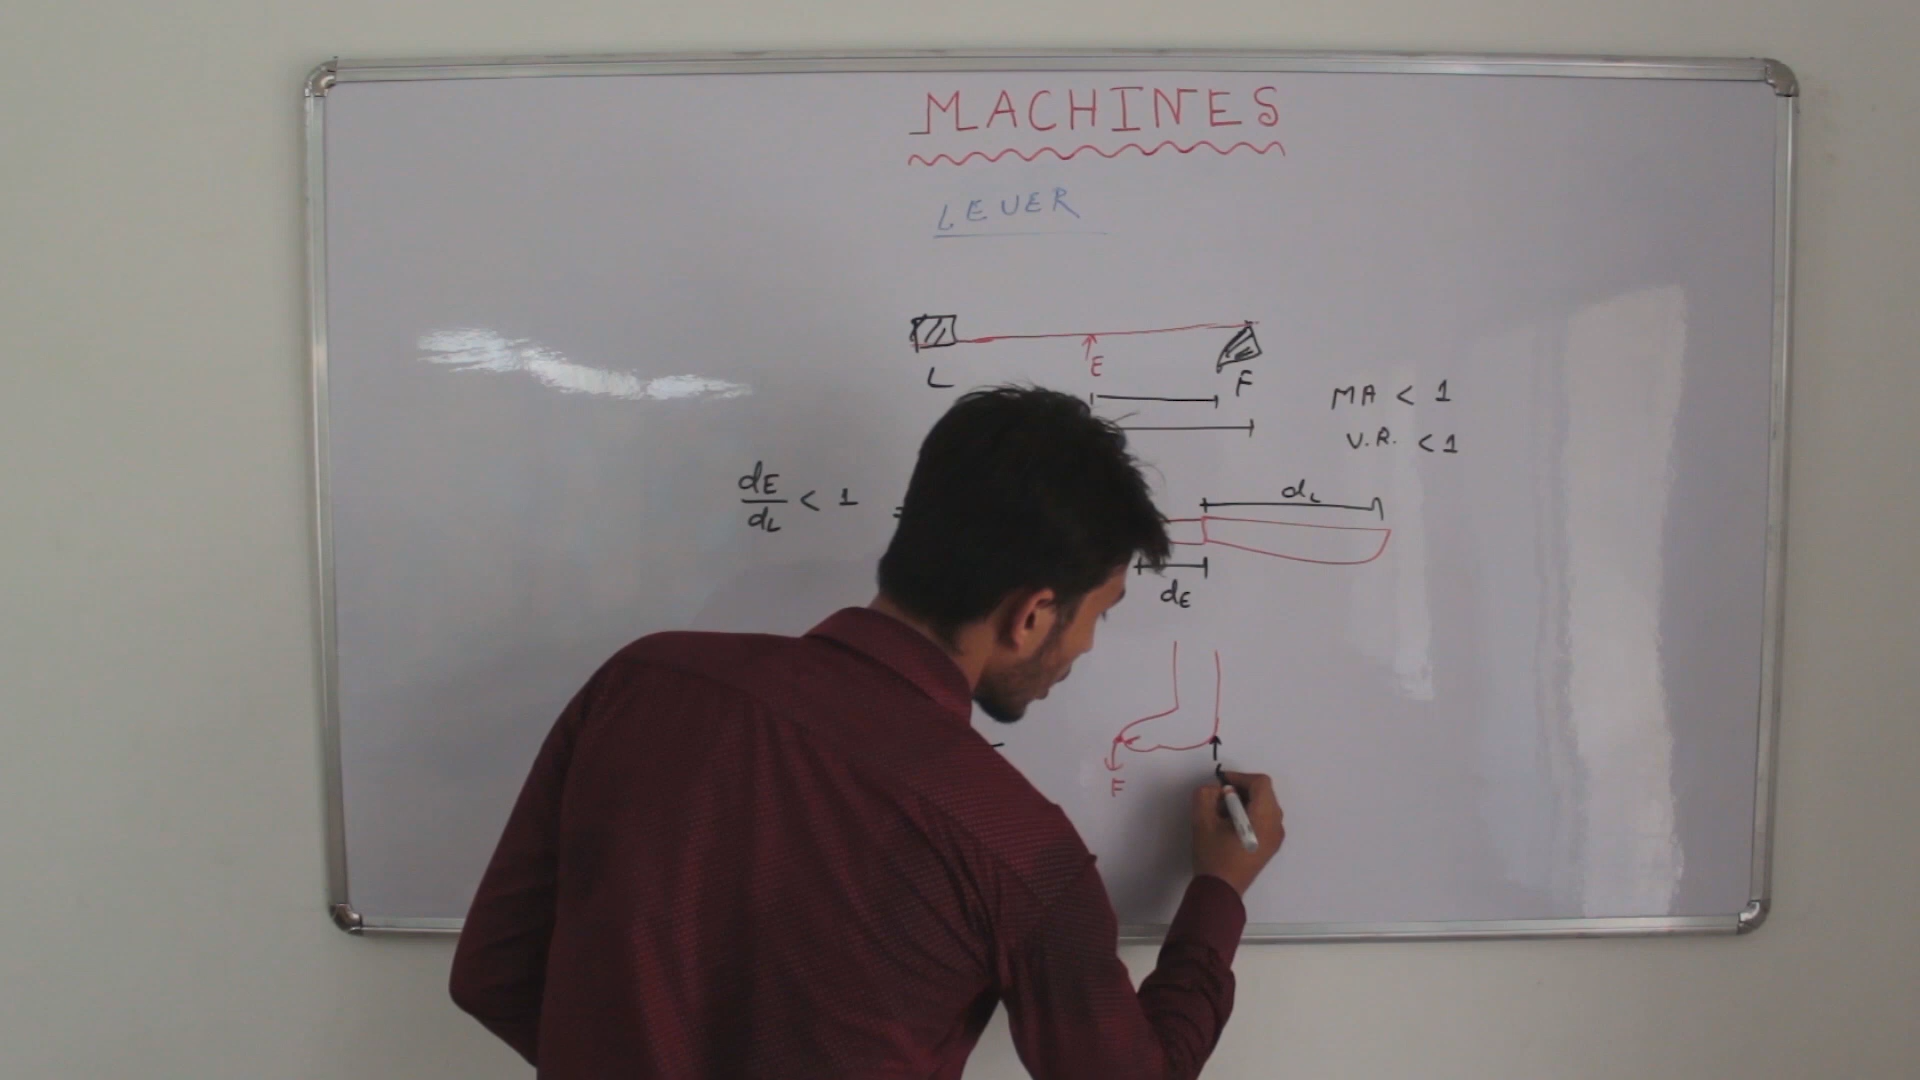 MACHINES
LEVER
L E F
MA < 1
V.R. < 1
dE/dL < 1 =
dL
dE
F